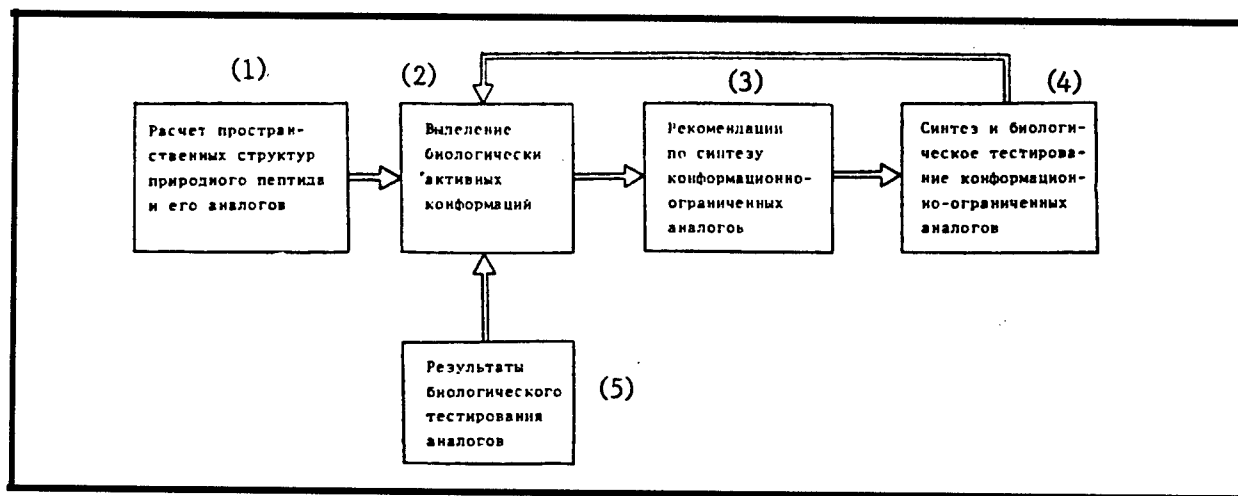 (1)
Расчет простран-
ственных структур
природного пептида
и его аналогов
(2)
Выделение
биологически
активных
конформаций
(3)
Рекомендации
по синтезу
конформационно-
ограниченных
аналогов
(4)
Синтез и биологи-
ческое тестирова-
ние конформацион-
но-ограниченных
аналогов
Результаты
биологического
тестирования
аналогов
(5)